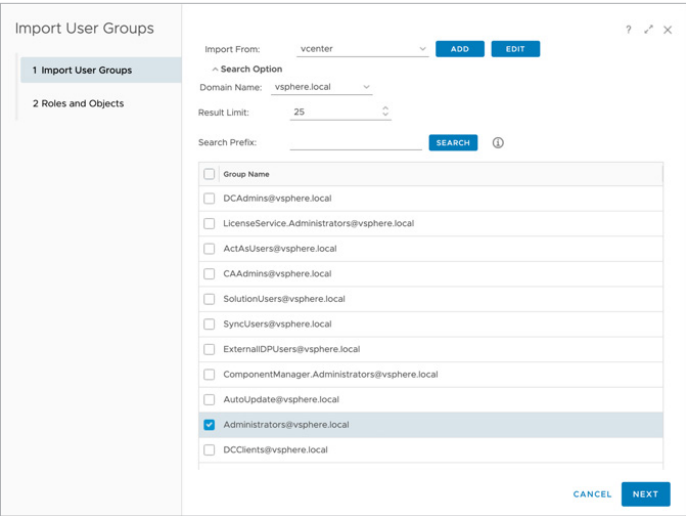 Import User Groups
?
1 Import User Groups
2 Roles and Objects
Import From: vcenter ADD EDIT
Search Option
Domain Name: vsphere.local
Result Limit: 25
Search Prefix: SEARCH
Group Name
DCAdmins@vsphere.local
LicenseService.Administrators@vsphere.local
ActAsUsers@vsphere.local
CAAdmins@vsphere.local
SolutionUsers@vsphere.local
SyncUsers@vsphere.local
ExternalIDPUsers@vsphere.local
ComponentManager.Administrators@vsphere.local
AutoUpdate@vsphere.local
Administrators@vsphere.local
DCClients@vsphere.local
CANCEL NEXT